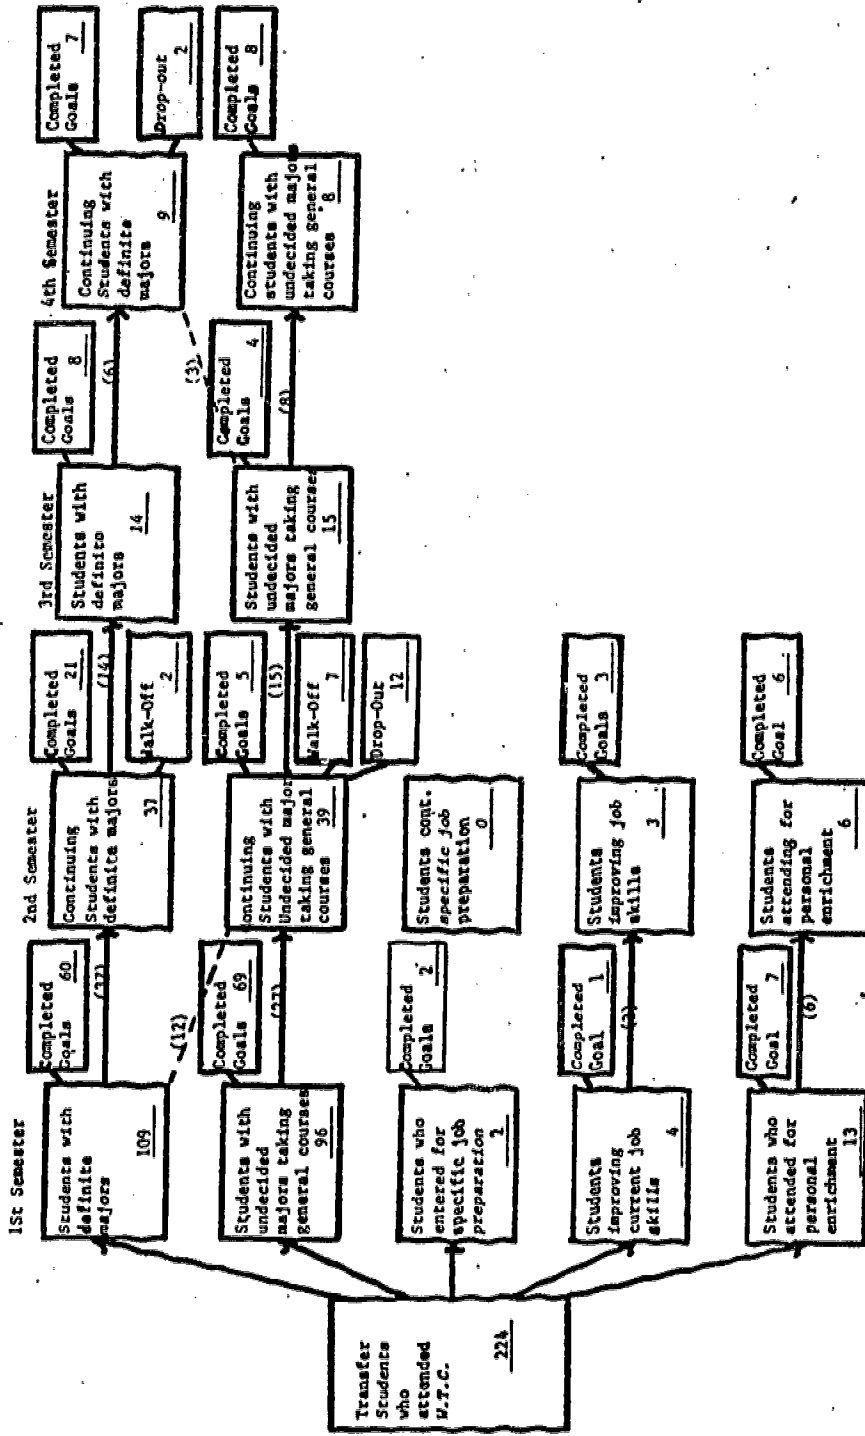 1St Semester
2nd Semester
3rd Semester
4th Semester
Transfer
Students
who
attended
W.T.C.
224
Students with
definite
majors
109
Completed
Goals 60
(37)
(12)
Continuing
Students with
definite majors
37
Completed
Goals 21
(14)
Walk-Off
2
Students with
definite
majors
14
Completed
Goals 8
(6)
(3)
Continuing
Students with
definite
majors
9
Completed
Goals 7
Drop-out
2
Students with
undecided
majors taking
general courses
96
Completed
Goals 69
(27)
Continuing
Students with
Undecided major
taking general
courses 39
Completed
Goals 5
(15)
Walk-Off
7
Drop-Out
12
Students with
undecided
majors taking
general courses
15
Completed
Goals 4
(8)
Continuing
students with
undecided majors
taking general
courses 8
Completed
Goals 8
Students who
entered for
specific job
preparation
2
Completed
Goals 2
Students cont.
specific job
preparation
0
Students
improving
current job
skills
4
Completed
Goal 1
Students
improving job
skills
3
Completed
Goals 3
Students who
attended for
personal
enrichment
13
Completed
Goal 7
(6)
Students
attending for
personal
enrichment
6
Completed
Goal 6